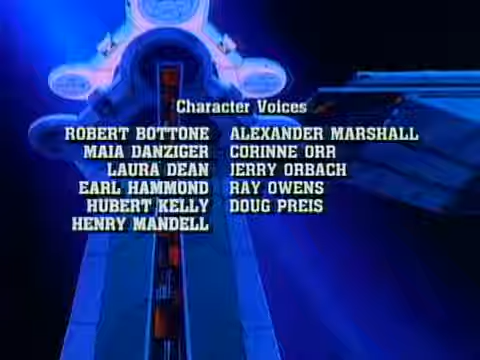 Character Voices
ROBERT BOTTONE ALEXANDER MARSHALL
MAIA DANZIGER CORINNE ORR
LAURA DEAN JERRY ORBACH
EARL HAMMOND RAY OWENS
HUBERT KELLY DOUG PREIS
HENRY MANDELL